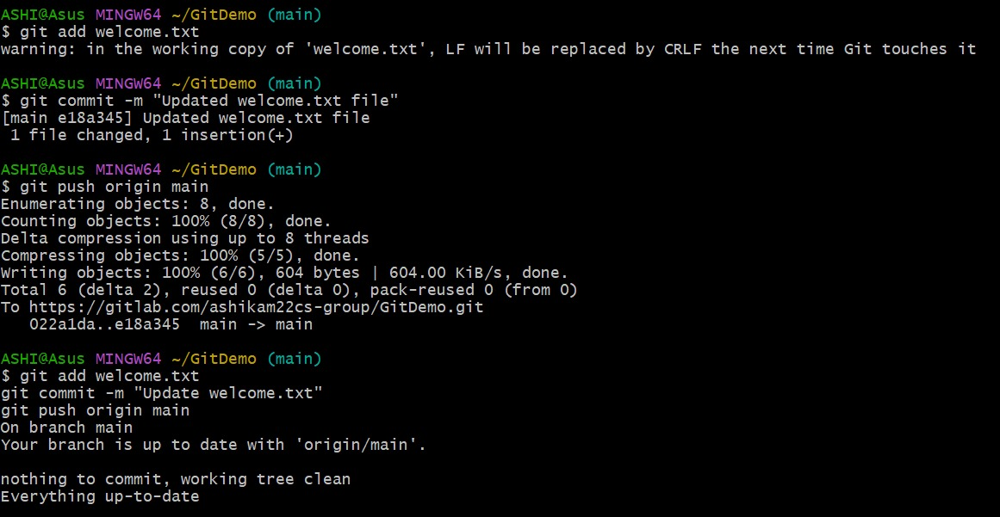 ASHI@Asus MINGW64 ~/GitDemo (main)
$ git add welcome.txt
warning: in the working copy of 'welcome.txt', LF will be replaced by CRLF the next time Git touches it
ASHI@Asus MINGW64 ~/GitDemo (main)
$ git commit -m "Updated welcome.txt file"
[main e18a345] Updated welcome.txt file
 1 file changed, 1 insertion(+)
ASHI@Asus MINGW64 ~/GitDemo (main)
$ git push origin main
Enumerating objects: 8, done.
Counting objects: 100% (8/8), done.
Delta compression using up to 8 threads
Compressing objects: 100% (5/5), done.
Writing objects: 100% (6/6), 604 bytes | 604.00 KiB/s, done.
Total 6 (delta 2), reused 0 (delta 0), pack-reused 0 (from 0)
To https://gitlab.com/ashikam22cs-group/GitDemo.git
   022a1da..e18a345  main -> main
ASHI@Asus MINGW64 ~/GitDemo (main)
$ git add welcome.txt
git commit -m "Update welcome.txt"
git push origin main
On branch main
Your branch is up to date with 'origin/main'.
nothing to commit, working tree clean
Everything up-to-date